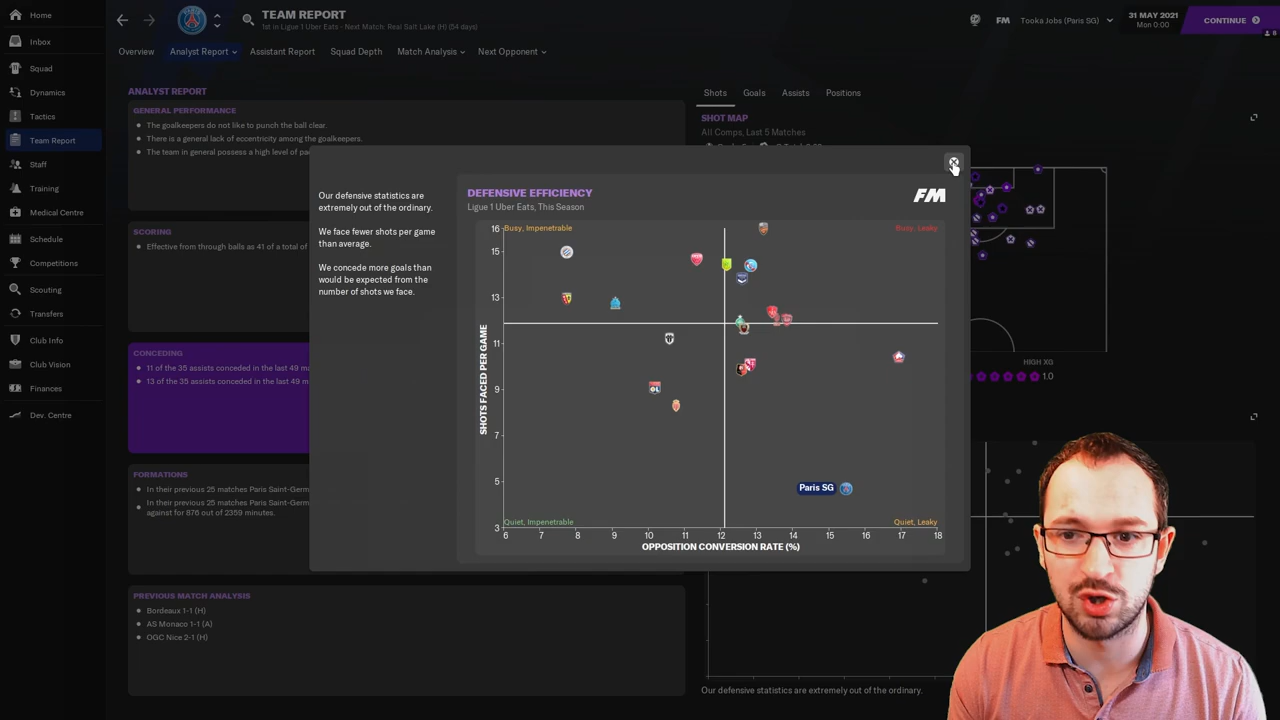 TEAM REPORT
1st in Ligue 1 Uber Eats - Next Match: Real Salt Lake (H) (54 days)
FM
Tooka Jobs (Paris SG)
31 MAY 2021
Mon 0:00
CONTINUE
8
Home
Inbox
Squad
Dynamics
Tactics
Team Report
Staff
Training
Medical Centre
Schedule
Competitions
Scouting
Transfers
Club Info
Club Vision
Finances
Dev. Centre
Overview
Analyst Report
Assistant Report
Squad Depth
Match Analysis
Next Opponent
ANALYST REPORT
GENERAL PERFORMANCE
The goalkeepers do not like to punch the ball clear.
There is a general lack of eccentricity among the goalkeepers.
The team in general possess a high level of
SCORING
Effective from through balls as 41 of a total of
CONCEDING
11 of the 35 assists conceded in the last 49
13 of the 35 assists conceded in the last 49
FORMATIONS
In their previous 25 matches Paris Saint-Germ
In their previous 25 matches Paris Saint-Germ
against for 876 out of 2359 minutes.
PREVIOUS MATCH ANALYSIS
Bordeaux 1-1 (H)
AS Monaco 1-1 (A)
OGC Nice 2-1 (H)
Shots
Goals
Assists
Positions
SHOT MAP
All Comps, Last 5 Matches
HIGH XG
1.0
Our defensive statistics are extremely out of the ordinary.
Our defensive statistics are
extremely out of the ordinary.
We face fewer shots per game
than average.
We concede more goals than
would be expected from the
number of shots we face.
DEFENSIVE EFFICIENCY
Ligue 1 Uber Eats, This Season
FM
Busy, Impenetrable
Busy, Leaky
SHOTS FACED PER GAME
16
15
13
11
9
7
5
3
Paris SG
Quiet, Impenetrable
Quiet, Leaky
6 7 8 9 10 11 12 13 14 15 16 17 18
OPPOSITION CONVERSION RATE (%)